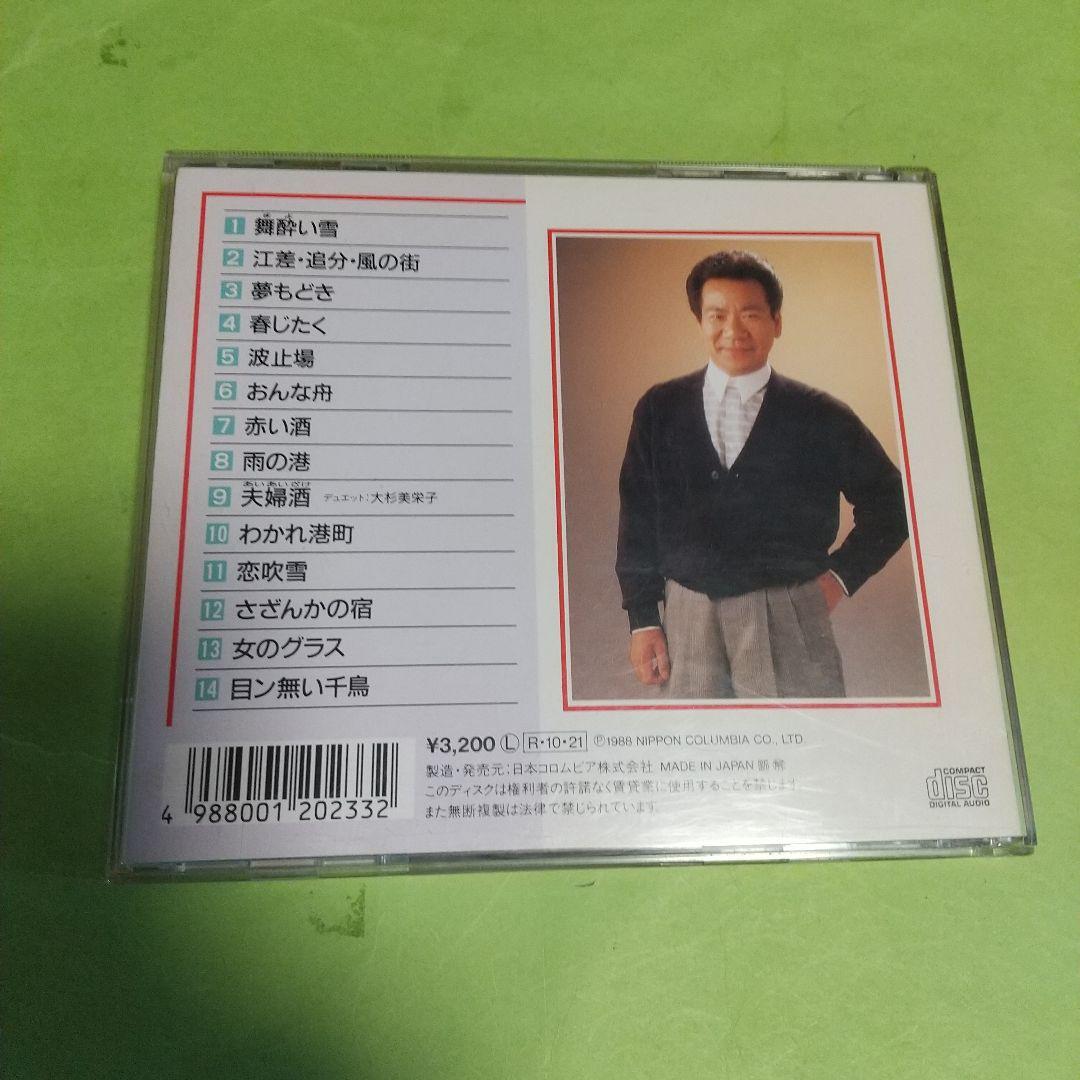 1 舞酔い雪
2 江差・追分・風の街
3 夢もどき
4 春じたく
5 波止場
6 おんな舟
7 赤い酒
8 雨の港
あいあいざけ
9 夫婦酒 デュエット:大杉美栄子
10 わかれ港町
11 恋吹雪
12 さざんかの宿
13 女のグラス
14 目ン無い千鳥
4 988001 202332
¥3,200 Ⓛ R・10・21 ℗1988 NIPPON COLUMBIA CO., LTD.
製造・発売元:日本コロムビア株式会社 MADE IN JAPAN
このディスクは権利者の許諾なく賃貸業に使用することを禁じます
また無断複製は法律で禁じられています。
COMPACT
disc
DIGITAL AUDIO